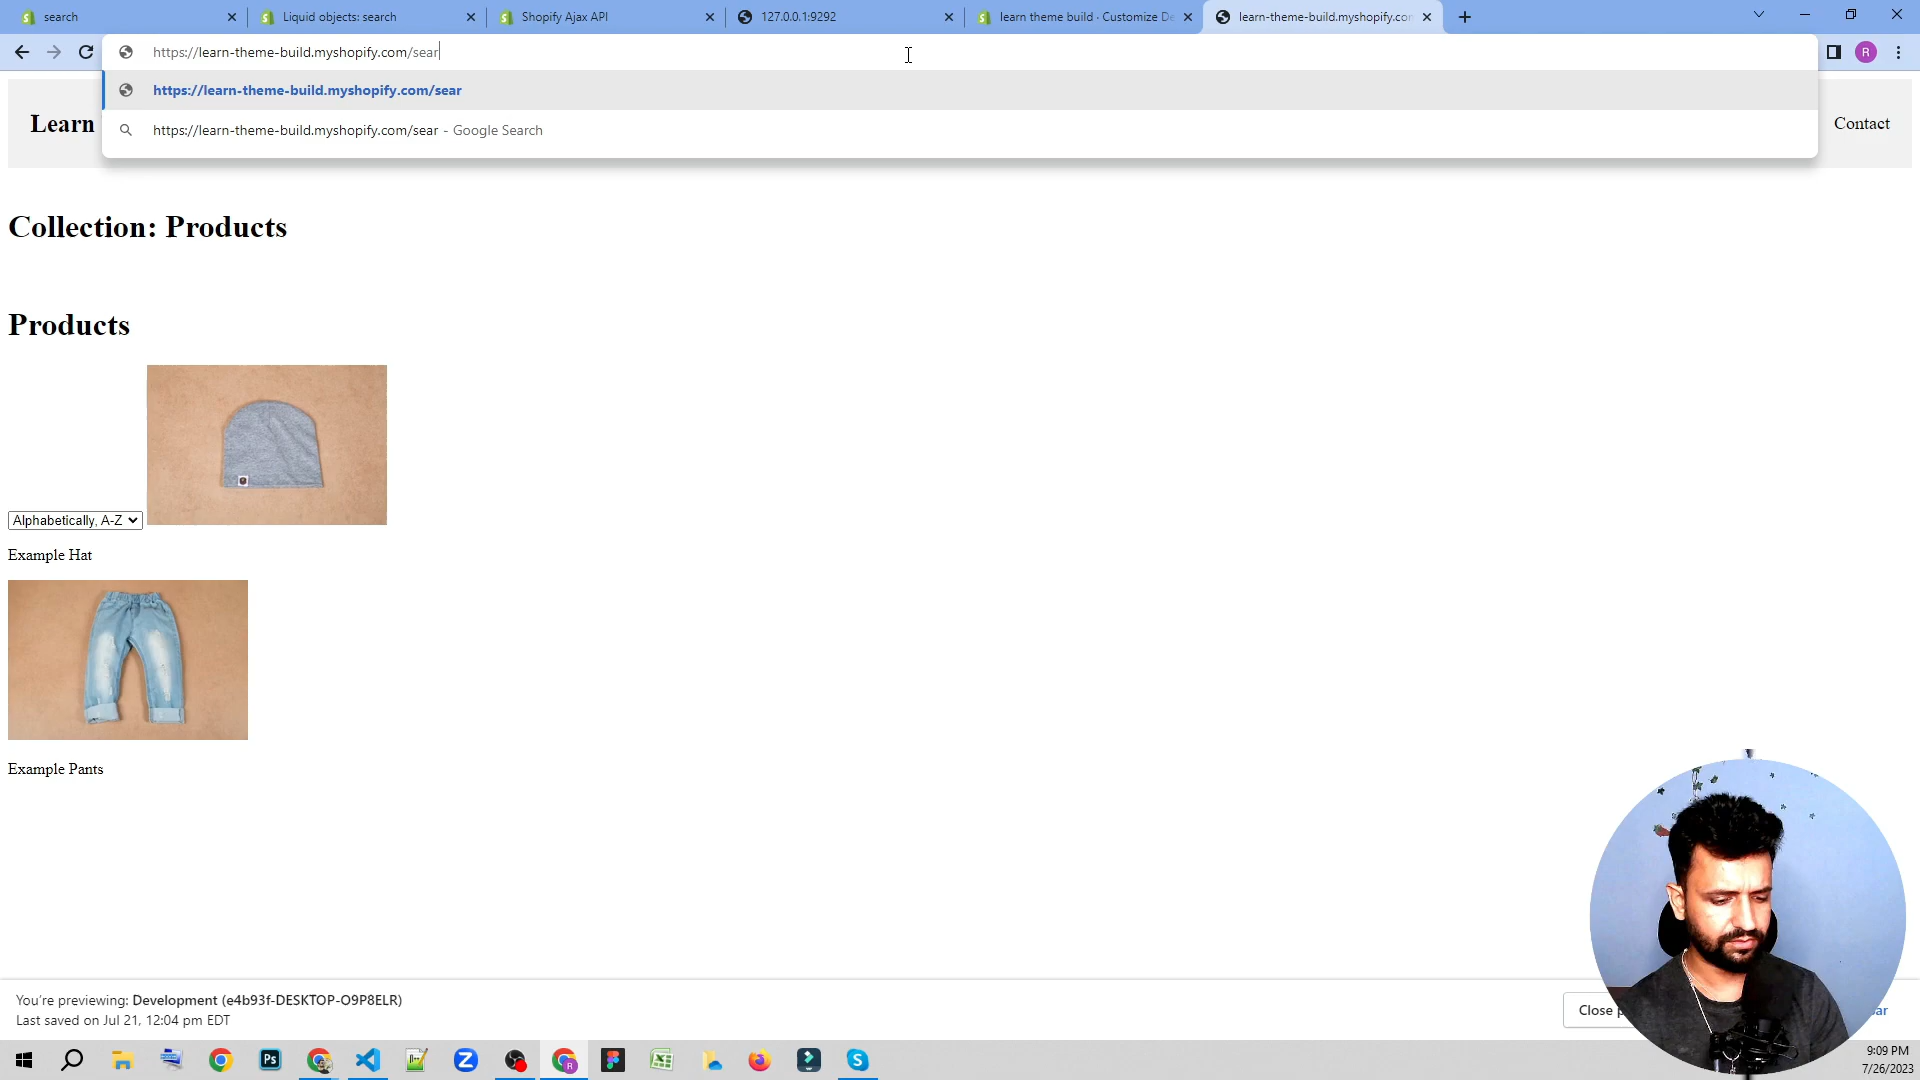 search
Liquid objects: search
Shopify Ajax API
127.0.0.1:9292
learn theme build · Customize De
learn-theme-build.myshopify.com
https://learn-theme-build.myshopify.com/sear
R
https://learn-theme-build.myshopify.com/sear
https://learn-theme-build.myshopify.com/sear - Google Search
Learn
Contact
Collection: Products
Products
Alphabetically, A-Z
Example Hat
Example Pants
You're previewing: Development (e4b93f-DESKTOP-O9P8ELR)
Last saved on Jul 21, 12:04 pm EDT
Close
Ps
R
9:09 PM
7/26/2023